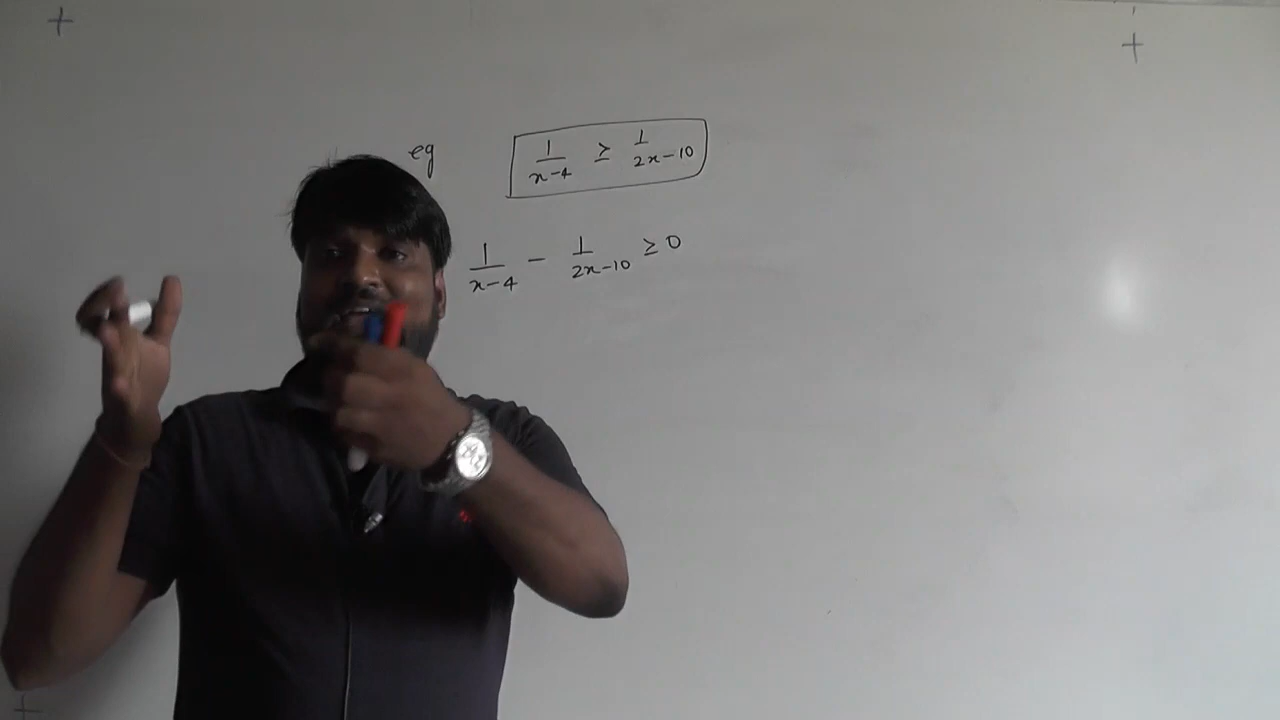 eg 1/(x-4) ≥ 1/(2x-10)
1/(x-4) - 1/(2x-10) ≥ 0